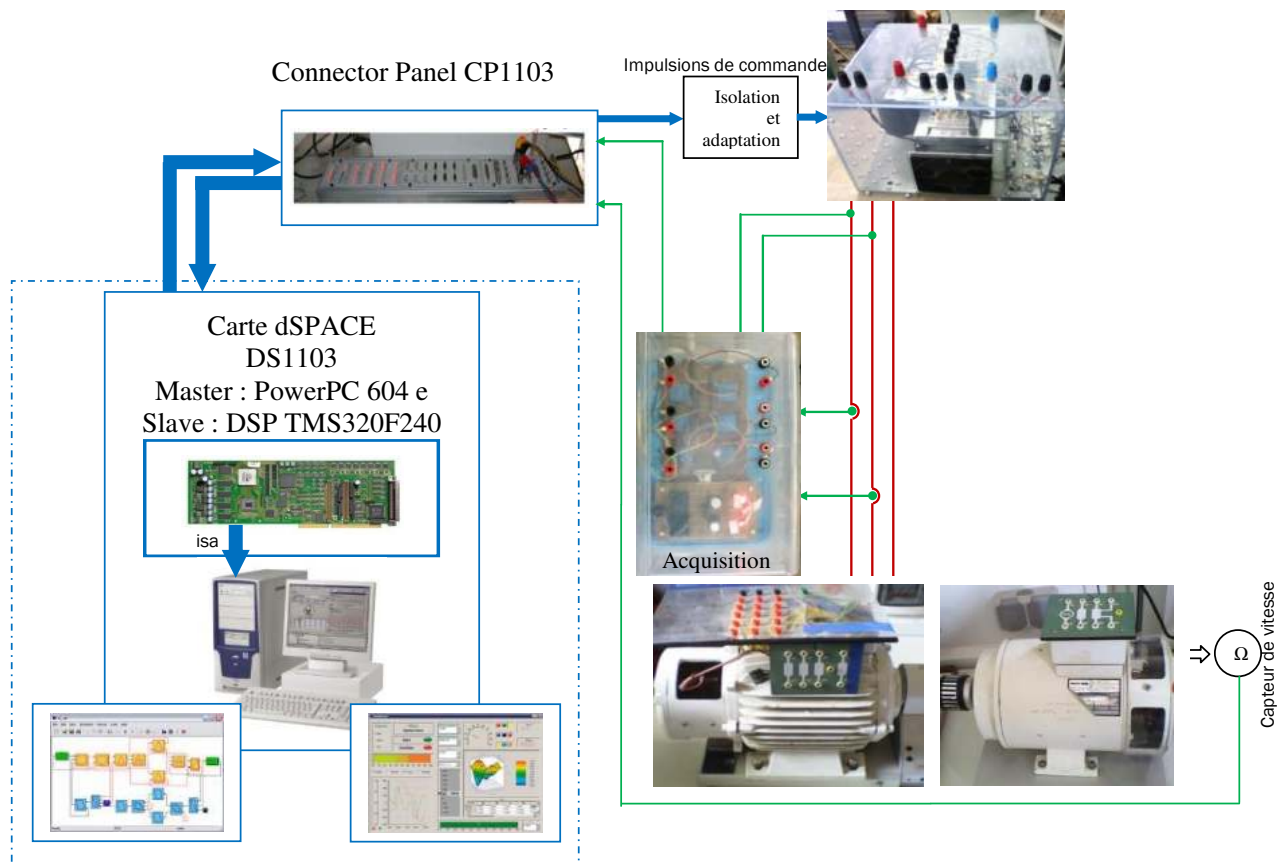 Connector Panel CP1103
Impulsions de commande
Isolation
et
adaptation
Carte dSPACE
DS1103
Master : PowerPC 604 e
Slave : DSP TMS320F240
isa
Acquisition
Ω
Capteur de vitesse